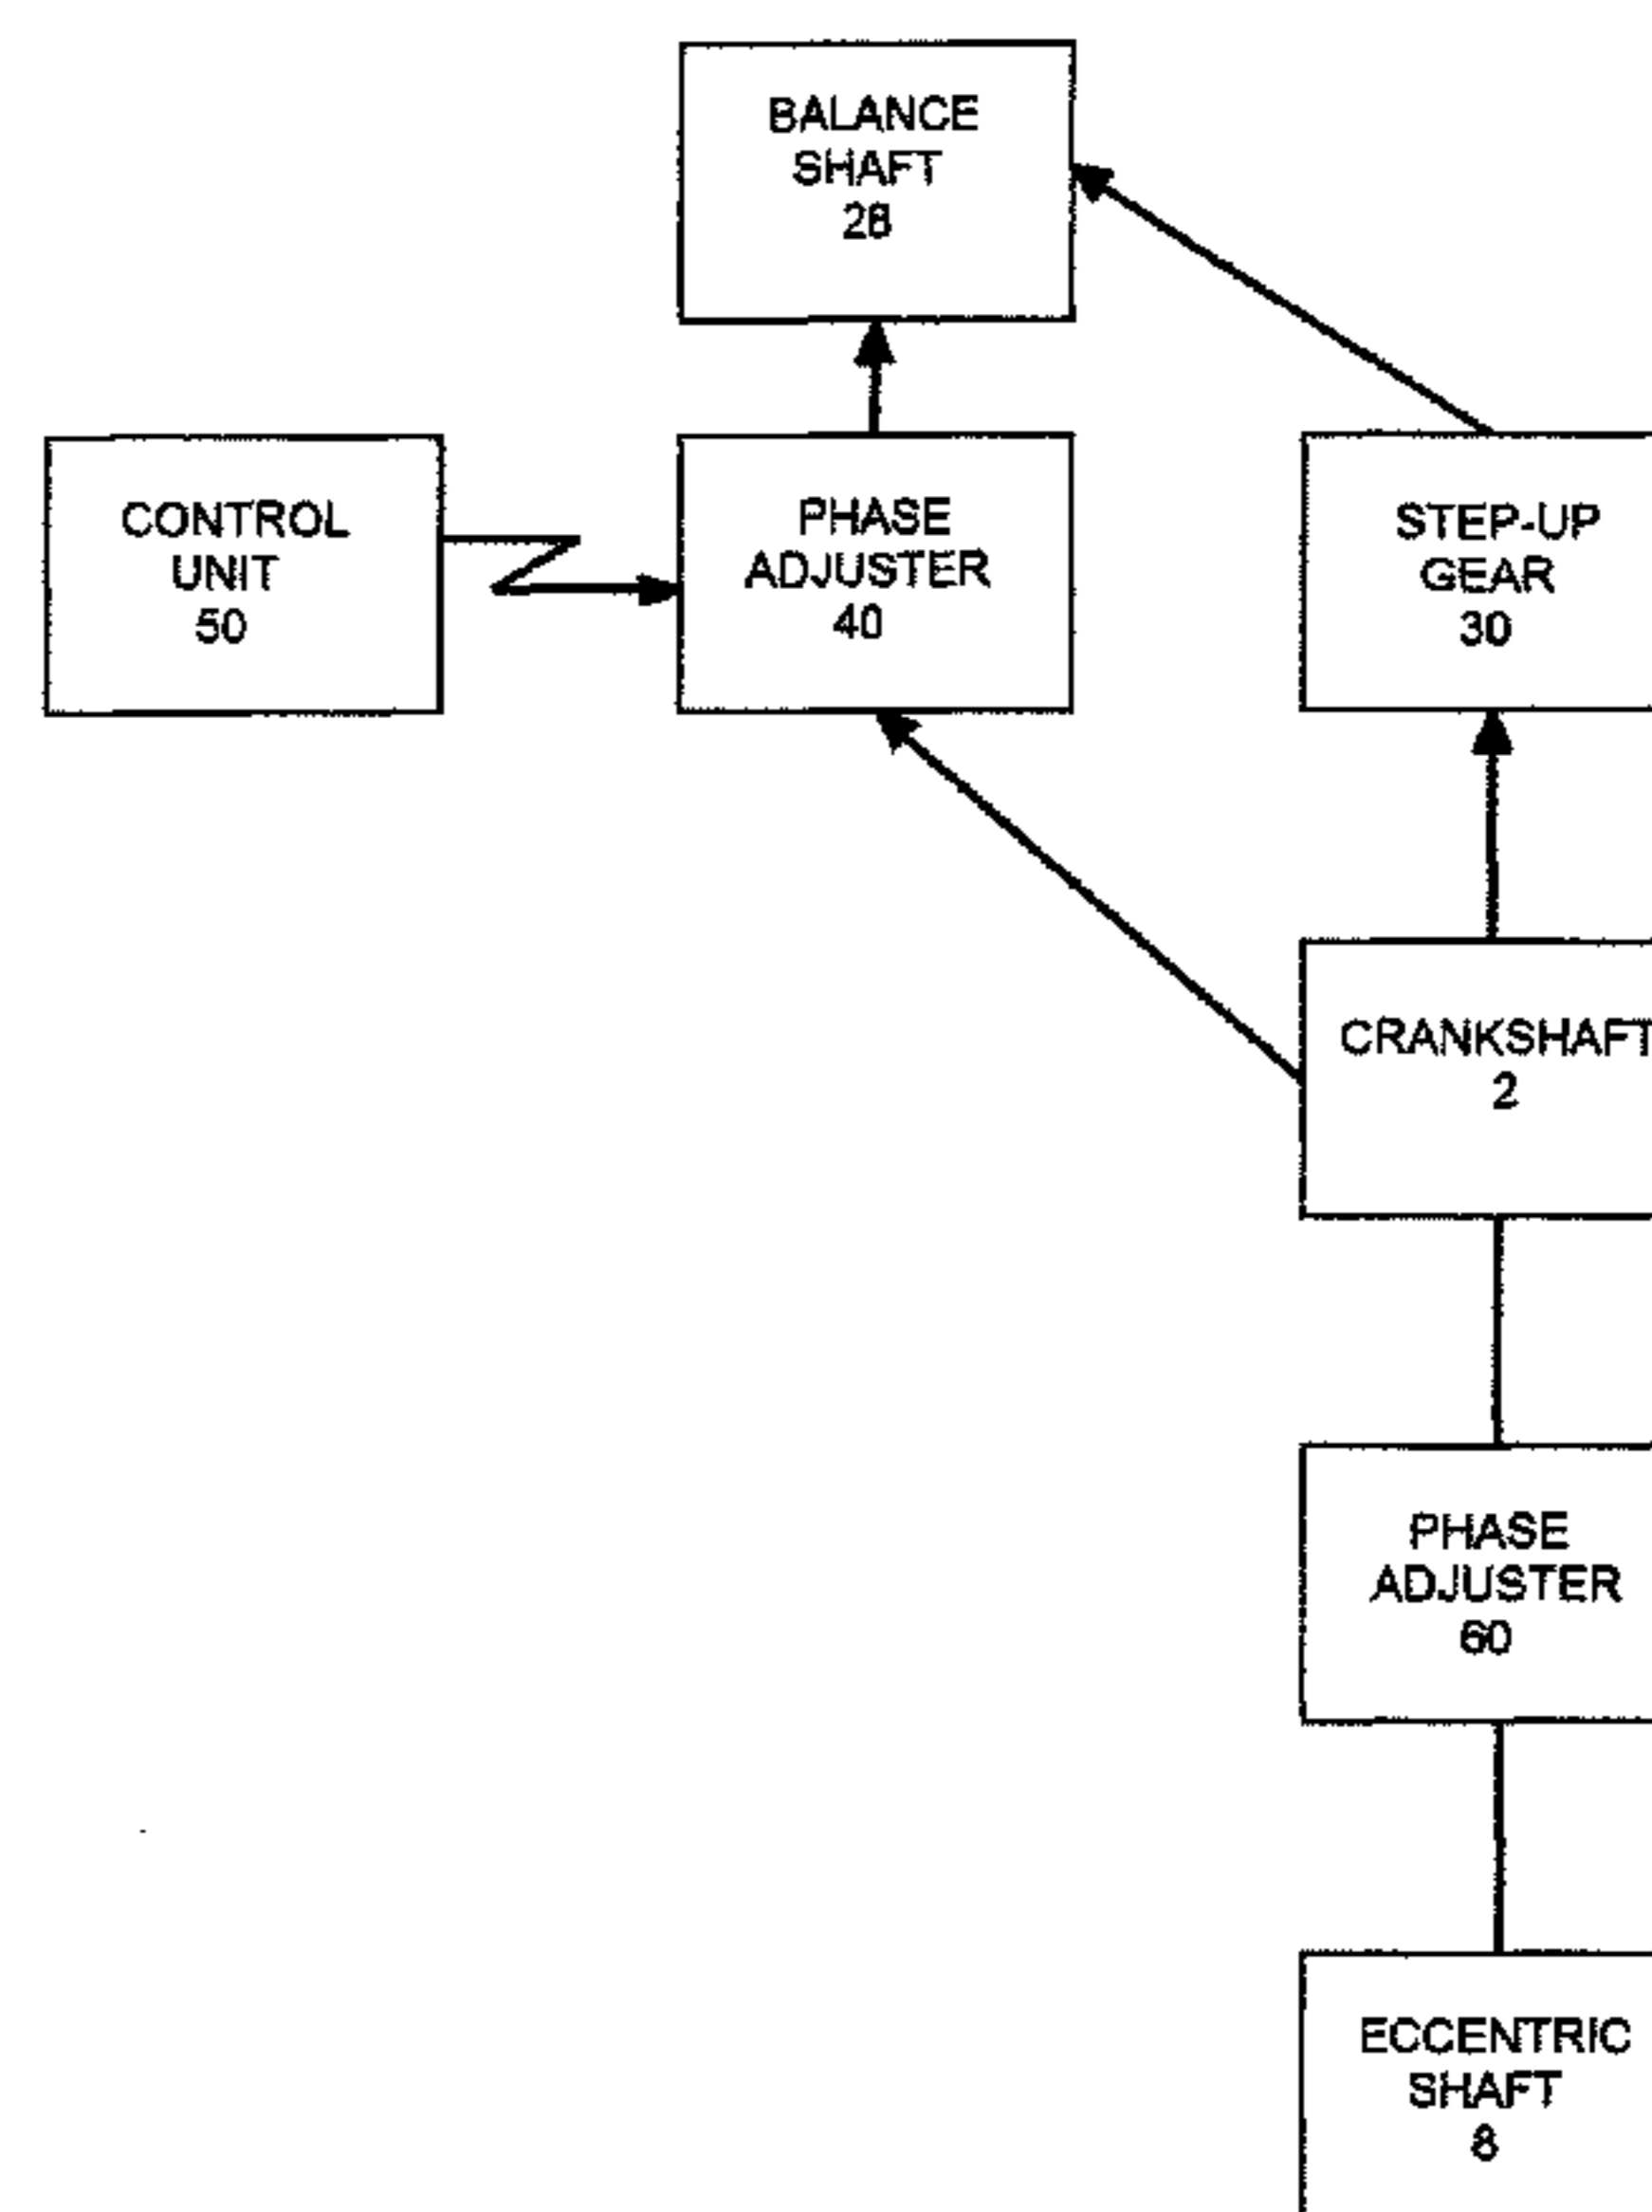 BALANCE
SHAFT
28
CONTROL
UNIT
50
PHASE
ADJUSTER
40
STEP-UP
GEAR
30
CRANKSHAFT
2
PHASE
ADJUSTER
60
ECCENTRIC
SHAFT
8